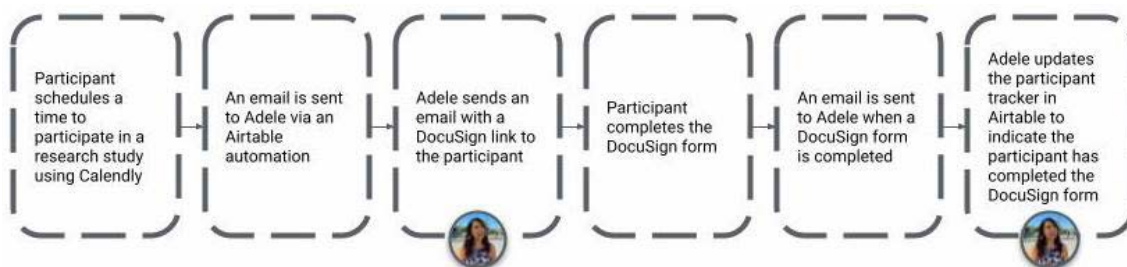 Participant
schedules a
time to
participate in a
research study
using Calendly
An email is sent
to Adele via an
Airtable
automation
Adele sends an
email with a
DocuSign link to
the participant
Participant
completes the
DocuSign form
An email is sent
to Adele when a
DocuSign form
is completed
Adele updates
the participant
tracker in
Airtable to
indicate the
participant has
completed the
DocuSign form